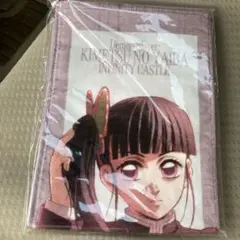 KIMETSU NO YAIBA
INFINITY CASTLE